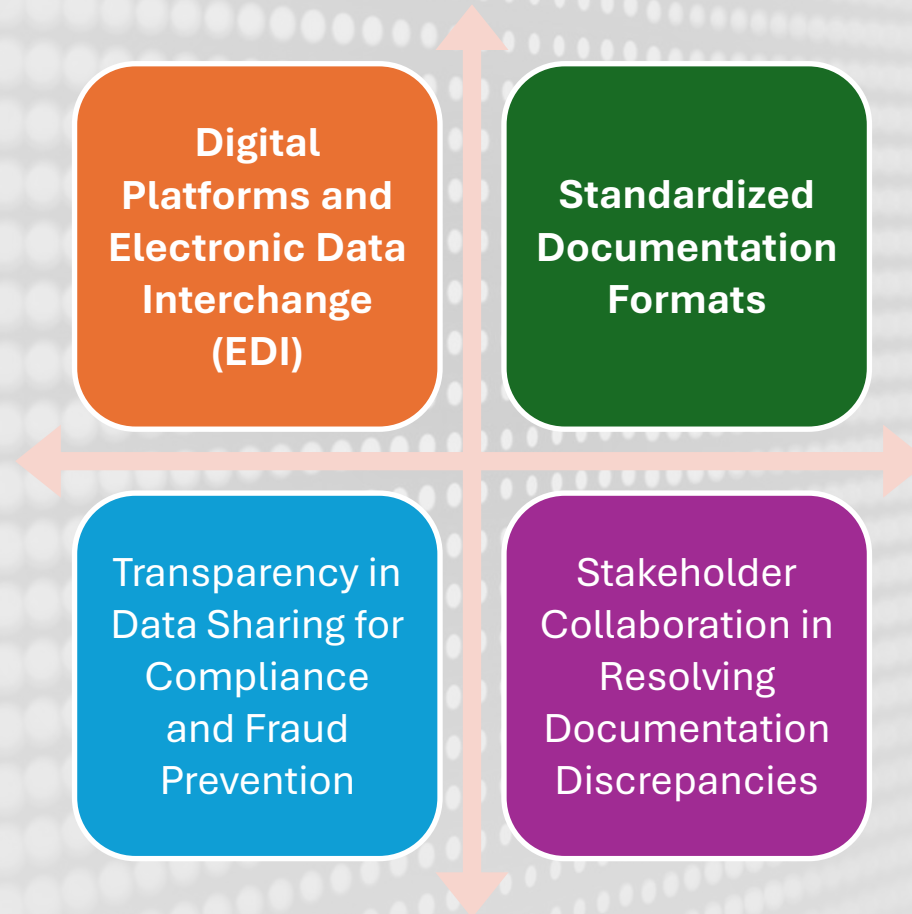 Digital
Platforms and
Electronic Data
Interchange
(EDI)
Standardized
Documentation
Formats
Transparency in
Data Sharing for
Compliance
and Fraud
Prevention
Stakeholder
Collaboration in
Resolving
Documentation
Discrepancies